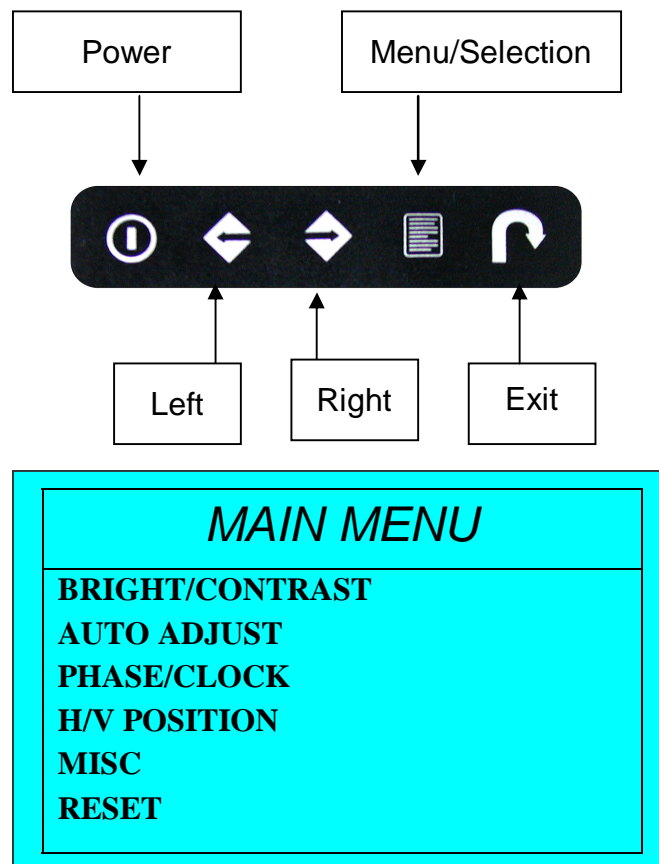 Power Menu/Selection
Left Right Exit
MAIN MENU
BRIGHT/CONTRAST
AUTO ADJUST
PHASE/CLOCK
H/V POSITION
MISC
RESET